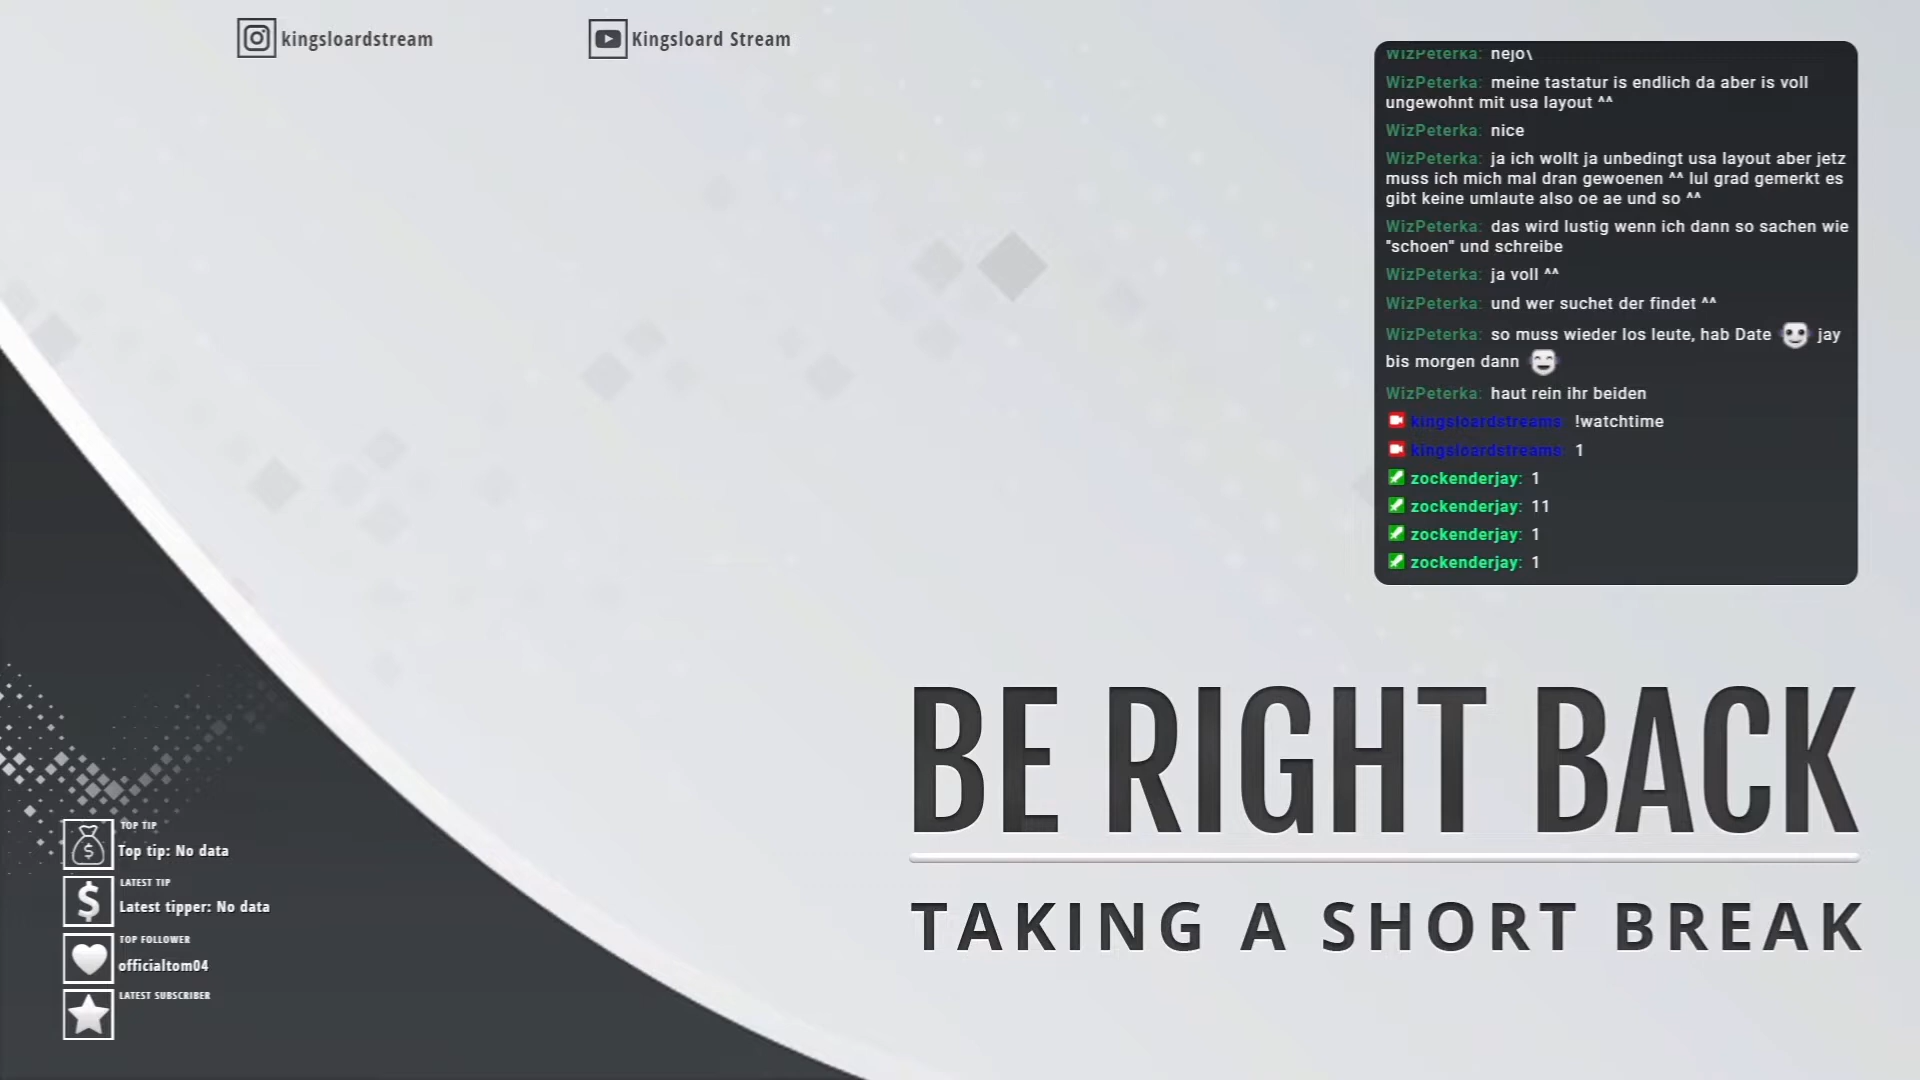 kingsloardstream
Kingsloard Stream
WizPeterka: nejo\
WizPeterka: meine tastatur is endlich da aber is voll
ungewohnt mit usa layout ^^
WizPeterka: nice
WizPeterka: ja ich wollt ja unbedingt usa layout aber jetz
muss ich mich mal dran gewoenen ^^ lul grad gemerkt es
gibt keine umlaute also oe ae und so ^^
WizPeterka: das wird lustig wenn ich dann so sachen wie
"schoen" und schreibe
WizPeterka: ja voll ^^
WizPeterka: und wer suchet der findet ^^
WizPeterka: so muss wieder los leute, hab Date jay
bis morgen dann
WizPeterka: haut rein ihr beiden
kingsloardstreams: !watchtime
kingsloardstreams: 1
zockenderjay: 1
zockenderjay: 11
zockenderjay: 1
zockenderjay: 1
BE RIGHT BACK
TAKING A SHORT BREAK
TOP TIP
Top tip: No data
LATEST TIP
Latest tipper: No data
TOP FOLLOWER
officialtom04
LATEST SUBSCRIBER